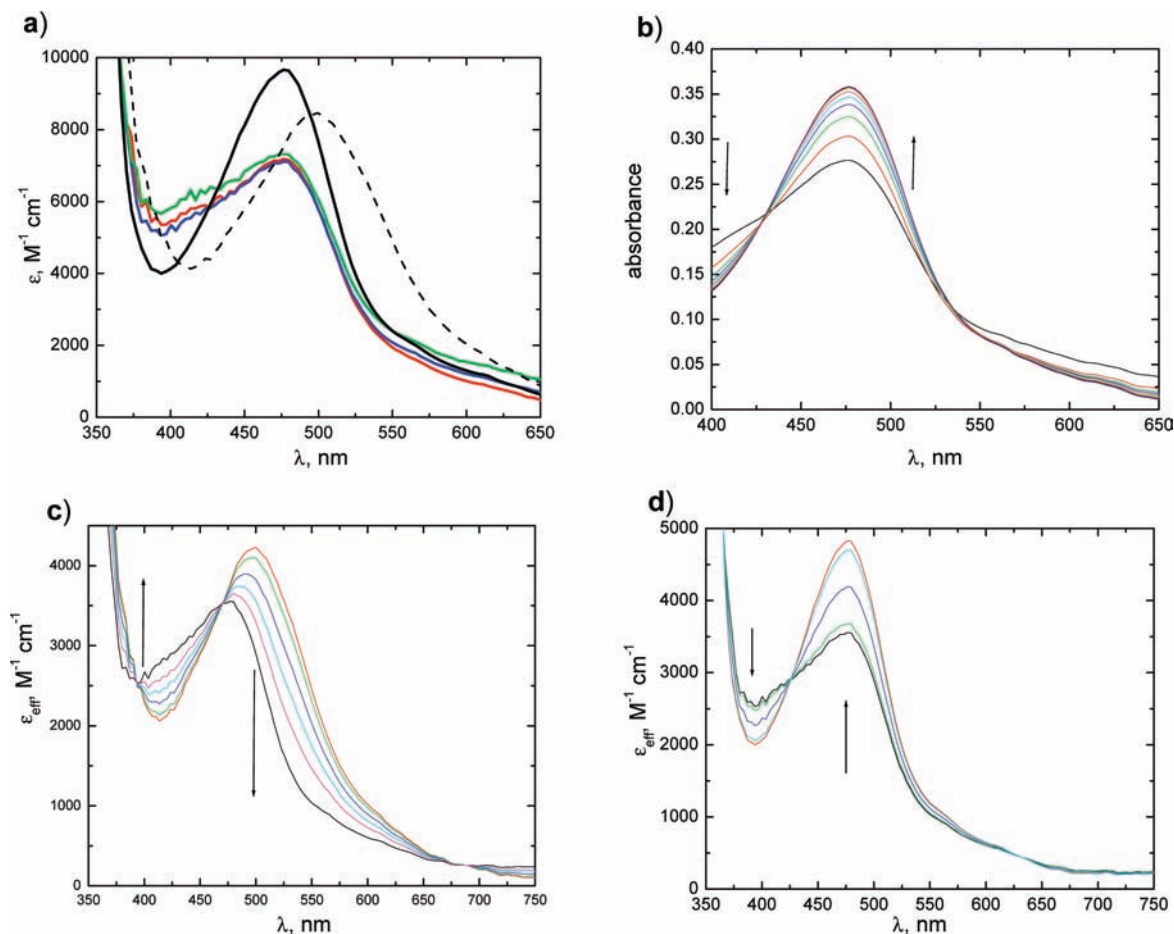 a)
10000
8000
6000
4000
2000
0
ε, M⁻¹ cm⁻¹
350 400 450 500 550 600 650
λ, nm
b)
0.40
0.35
0.30
0.25
0.20
0.15
0.10
0.05
0.00
absorbance
400 450 500 550 600 650
λ, nm
c)
4000
3000
2000
1000
0
εeff, M⁻¹ cm⁻¹
350 400 450 500 550 600 650 700 750
λ, nm
d)
5000
4000
3000
2000
1000
0
εeff, M⁻¹ cm⁻¹
350 400 450 500 550 600 650 700 750
λ, nm